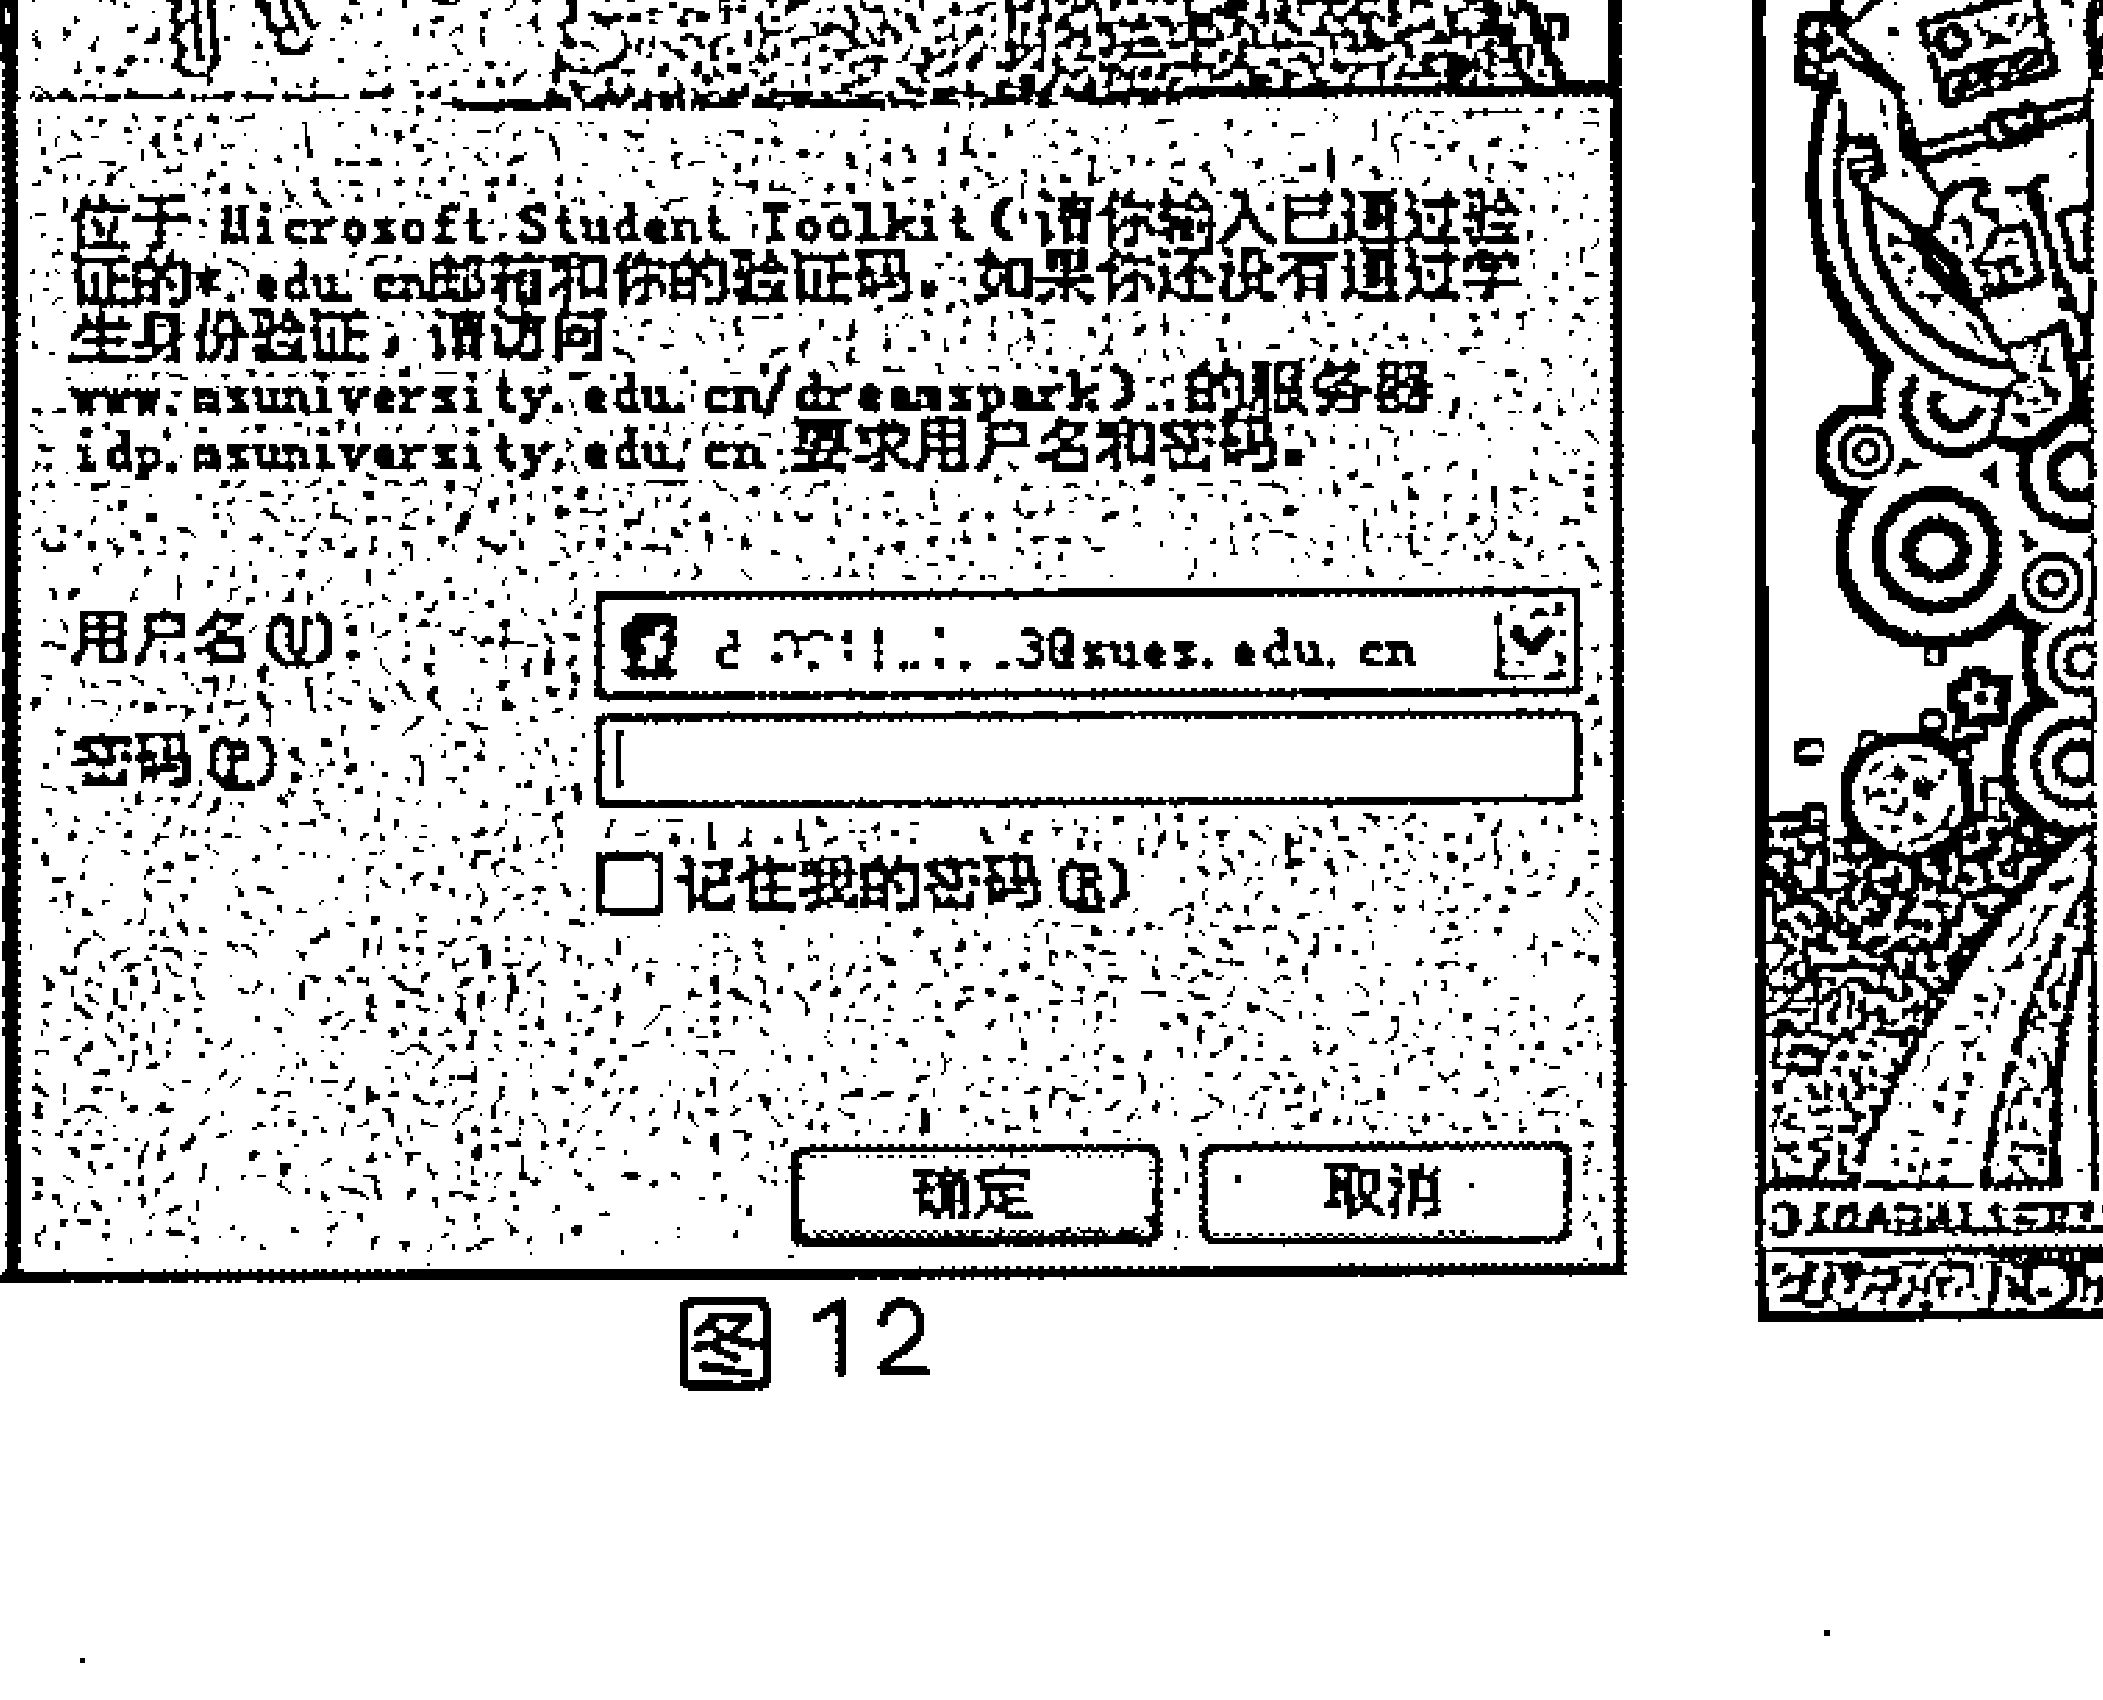 位于 Microsoft Student Toolkit(请你输入已通过验
证的*.edu.cn邮箱和你的验证码。如果你还没有通过学
生身份验证，请访问
www.msuniversity.edu.cn/dreamspark) 的服务器
idp.msuniversity.edu.cn 要求用户名和密码。
用户名(U):
3@sues.edu.cn
密码(P):
记住我的密码(R)
确定
取消
图 12